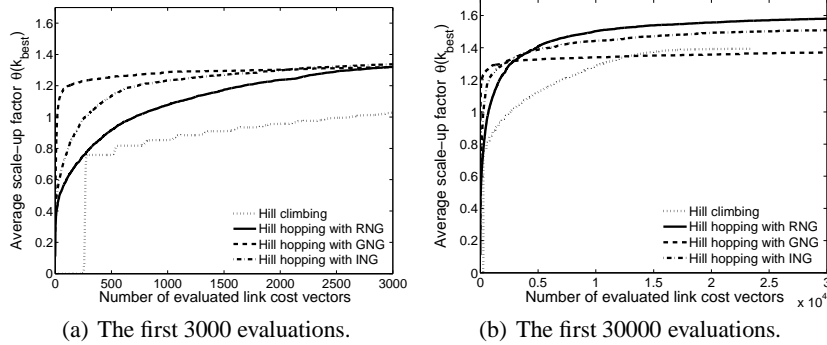 Average scale−up factor θ(k_best)
1.6
1.4
1.2
1
0.8
0.6
0.4
0.2
0
Hill climbing
Hill hopping with RNG
Hill hopping with GNG
Hill hopping with ING
0 500 1000 1500 2000 2500 3000
Number of evaluated link cost vectors
(a) The first 3000 evaluations.
Average scale−up factor θ(k_best)
1.6
1.4
1.2
1
0.8
0.6
0.4
0.2
0
Hill climbing
Hill hopping with RNG
Hill hopping with GNG
Hill hopping with ING
0 0.5 1 1.5 2 2.5 3
Number of evaluated link cost vectors
x 10⁴
(b) The first 30000 evaluations.